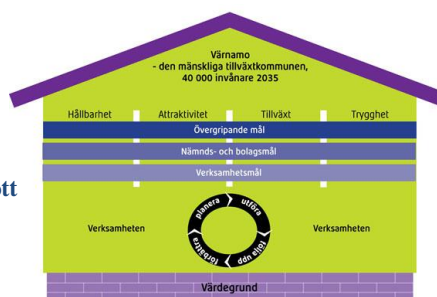 Värnamo
- den mänskliga tillväxtkommunen,
40 000 invånare 2035
Hållbarhet Attraktivitet Tillväxt Trygghet
Övergripande mål
Nämnds- och bolagsmål
Verksamhetsmål
ott
planera utföra
Verksamheten Verksamheten
förbättra följa upp
Värdegrund